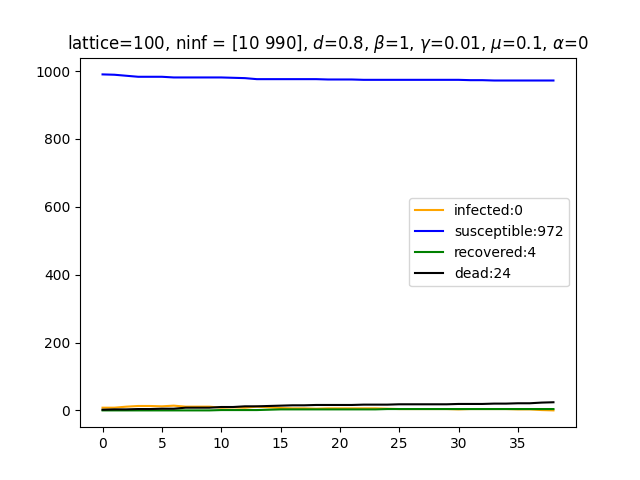 lattice=100, ninf = [10 990], d=0.8, β=1, γ=0.01, μ=0.1, α=0
1000
800
600
400
200
0
infected:0
susceptible:972
recovered:4
dead:24
0 5 10 15 20 25 30 35